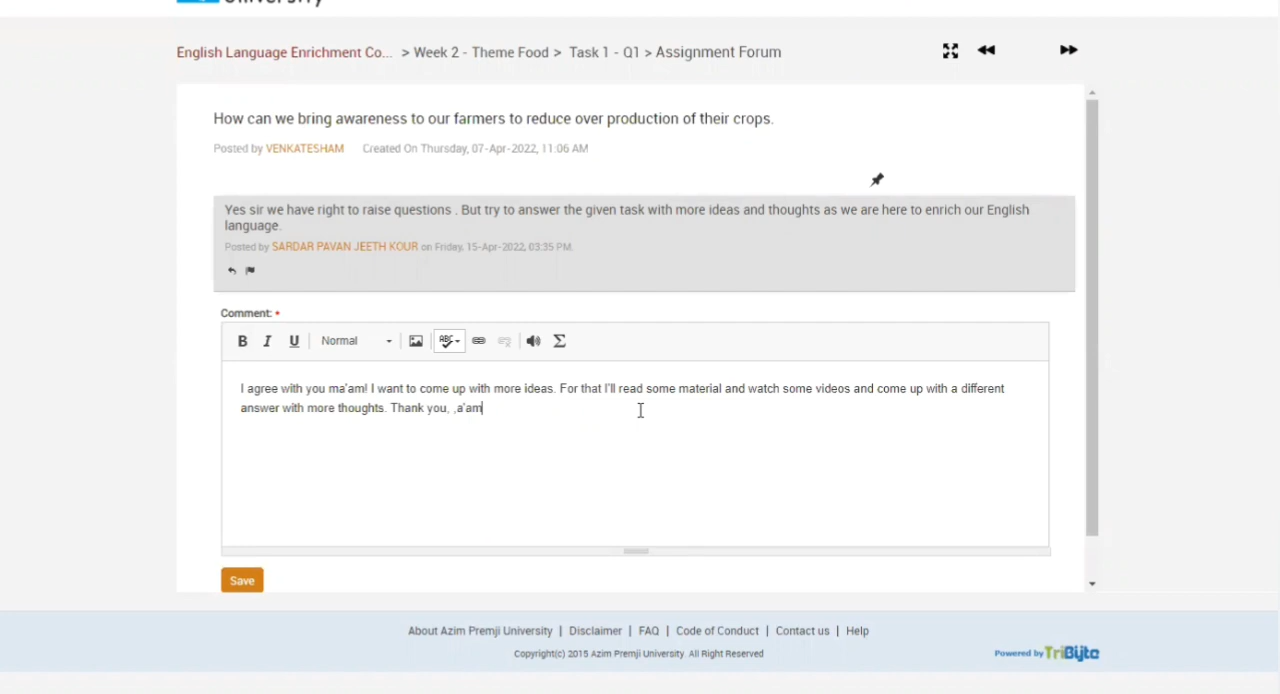 University
English Language Enrichment Co... > Week 2 - Theme Food > Task 1 - Q1 > Assignment Forum
How can we bring awareness to our farmers to reduce over production of their crops.
Posted by VENKATESHAM Created On Thursday, 07-Apr-2022, 11:06 AM
Yes sir we have right to raise questions . But try to answer the given task with more ideas and thoughts as we are here to enrich our English
language.
Posted by SARDAR PAVAN JEETH KOUR on Friday, 15-Apr-2022, 03:35 PM.
Comment: *
B I U Normal ABC Σ
I agree with you ma'am! I want to come up with more ideas. For that I'll read some material and watch some videos and come up with a different
answer with more thoughts. Thank you, ,a'am
Save
About Azim Premji University | Disclaimer | FAQ | Code of Conduct | Contact us | Help
Copyright(c) 2015 Azim Premji University. All Right Reserved
Powered by TriByte